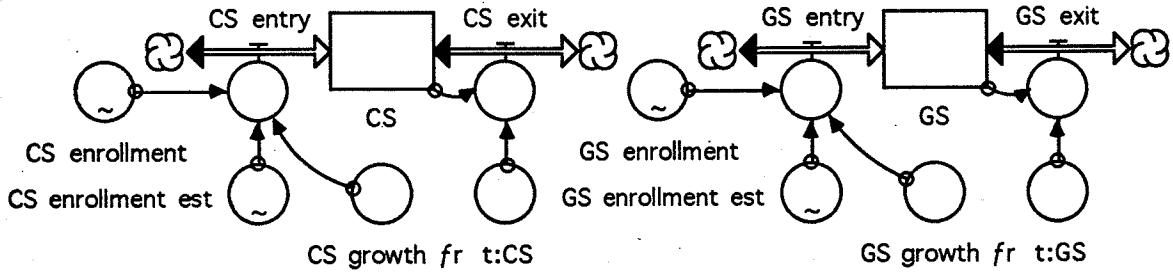 CS entry CS exit GS entry GS exit
CS GS
CS enrollment GS enrollment
CS enrollment est GS enrollment est
~ ~ ~ ~
CS growth fr t:CS GS growth fr t:GS